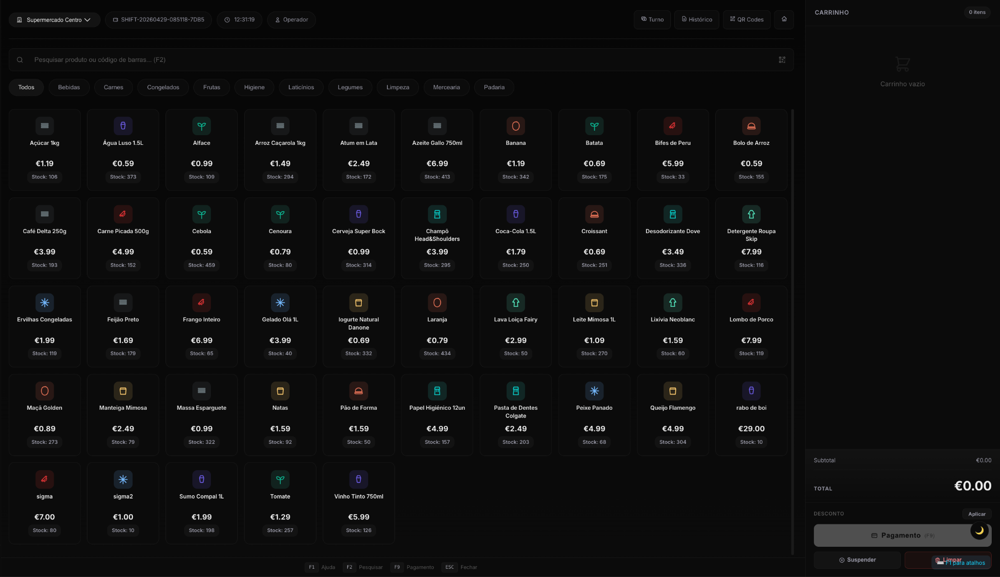 Supermercado Centro
SHIFT-20260429-085118-7DB5
12:31:19
Operador
Turno
Histórico
QR Codes
Pesquisar produto ou código de barras... (F2)
Todos
Bebidas
Carnes
Congelados
Frutas
Higiene
Laticínios
Legumes
Limpeza
Mercearia
Padaria
Açúcar 1kg
€1.19
Stock: 106
Água Luso 1.5L
€0.59
Stock: 373
Alface
€0.99
Stock: 109
Arroz Caçarola 1kg
€1.49
Stock: 294
Atum em Lata
€2.49
Stock: 172
Azeite Gallo 750ml
€6.99
Stock: 413
Banana
€1.19
Stock: 342
Batata
€0.69
Stock: 175
Bifes de Peru
€5.99
Stock: 33
Bolo de Arroz
€0.59
Stock: 155
Café Delta 250g
€3.99
Stock: 193
Carne Picada 500g
€4.99
Stock: 152
Cebola
€0.59
Stock: 459
Cenoura
€0.79
Stock: 80
Cerveja Super Bock
€0.99
Stock: 314
Champô
Head&Shoulders
€3.99
Stock: 295
Coca-Cola 1.5L
€1.79
Stock: 250
Croissant
€0.69
Stock: 251
Desodorizante Dove
€3.49
Stock: 336
Detergente Roupa
Skip
€7.99
Stock: 116
Ervilhas Congeladas
€1.99
Stock: 119
Feijão Preto
€1.69
Stock: 179
Frango Inteiro
€6.99
Stock: 65
Gelado Olá 1L
€3.99
Stock: 40
Iogurte Natural
Danone
€0.69
Stock: 332
Laranja
€0.79
Stock: 434
Lava Loiça Fairy
€2.99
Stock: 50
Leite Mimosa 1L
€1.09
Stock: 270
Lixívia Neoblanc
€1.59
Stock: 60
Lombo de Porco
€7.99
Stock: 119
Maçã Golden
€0.89
Stock: 273
Manteiga Mimosa
€2.49
Stock: 79
Massa Esparguete
€0.99
Stock: 322
Natas
€1.59
Stock: 92
Pão de Forma
€1.59
Stock: 50
Papel Higiénico 12un
€4.99
Stock: 157
Pasta de Dentes
Colgate
€2.49
Stock: 203
Peixe Panado
€4.99
Stock: 68
Queijo Flamengo
€4.99
Stock: 304
rabo de boi
€29.00
Stock: 10
sigma
€7.00
Stock: 80
sigma2
€1.00
Stock: 10
Sumo Compal 1L
€1.99
Stock: 198
Tomate
€1.29
Stock: 257
Vinho Tinto 750ml
€5.99
Stock: 126
F1 Ajuda
F2 Pesquisar
F9 Pagamento
ESC Fechar
CARRINHO
0 itens
Carrinho vazio
Subtotal €0.00
TOTAL €0.00
DESCONTO
Aplicar
Pagamento (F9)
Suspender
Limpar
F1 para atalhos